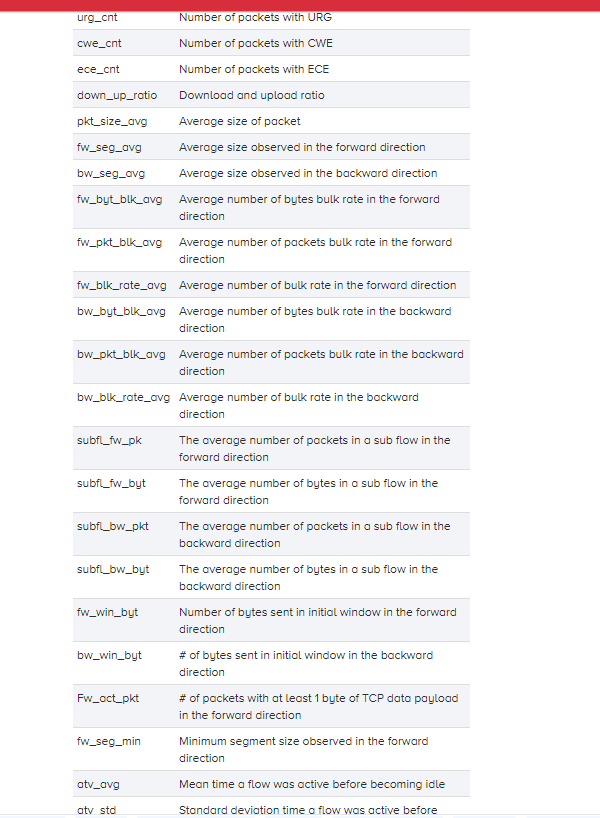 urg_cnt Number of packets with URG
cwe_cnt Number of packets with CWE
ece_cnt Number of packets with ECE
down_up_ratio Download and upload ratio
pkt_size_avg Average size of packet
fw_seg_avg Average size observed in the forward direction
bw_seg_avg Average size observed in the backward direction
fw_byt_blk_avg Average number of bytes bulk rate in the forward
direction
fw_pkt_blk_avg Average number of packets bulk rate in the forward
direction
fw_blk_rate_avg Average number of bulk rate in the forward direction
bw_byt_blk_avg Average number of bytes bulk rate in the backward
direction
bw_pkt_blk_avg Average number of packets bulk rate in the backward
direction
bw_blk_rate_avg Average number of bulk rate in the backward
direction
subfl_fw_pk The average number of packets in a sub flow in the
forward direction
subfl_fw_byt The average number of bytes in a sub flow in the
forward direction
subfl_bw_pkt The average number of packets in a sub flow in the
backward direction
subfl_bw_byt The average number of bytes in a sub flow in the
backward direction
fw_win_byt Number of bytes sent in initial window in the forward
direction
bw_win_byt # of bytes sent in initial window in the backward
direction
Fw_act_pkt # of packets with at least 1 byte of TCP data payload
in the forward direction
fw_seg_min Minimum segment size observed in the forward
direction
atv_avg Mean time a flow was active before becoming idle
atv_std Standard deviation time a flow was active before